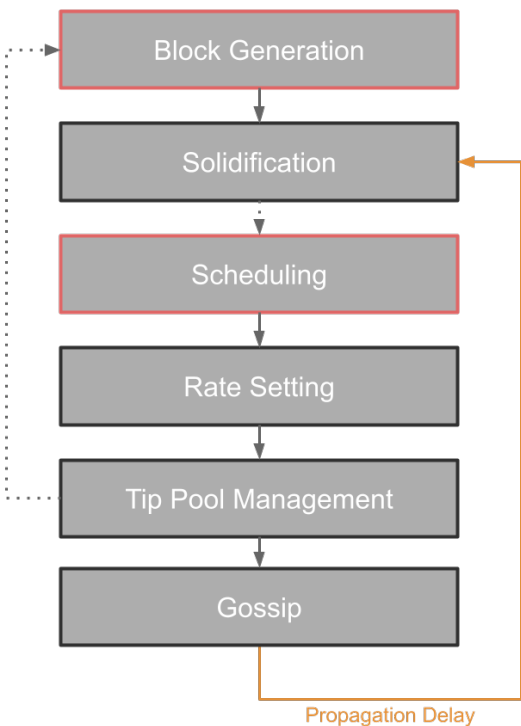 Block Generation
Solidification
Scheduling
Rate Setting
Tip Pool Management
Gossip
Propagation Delay